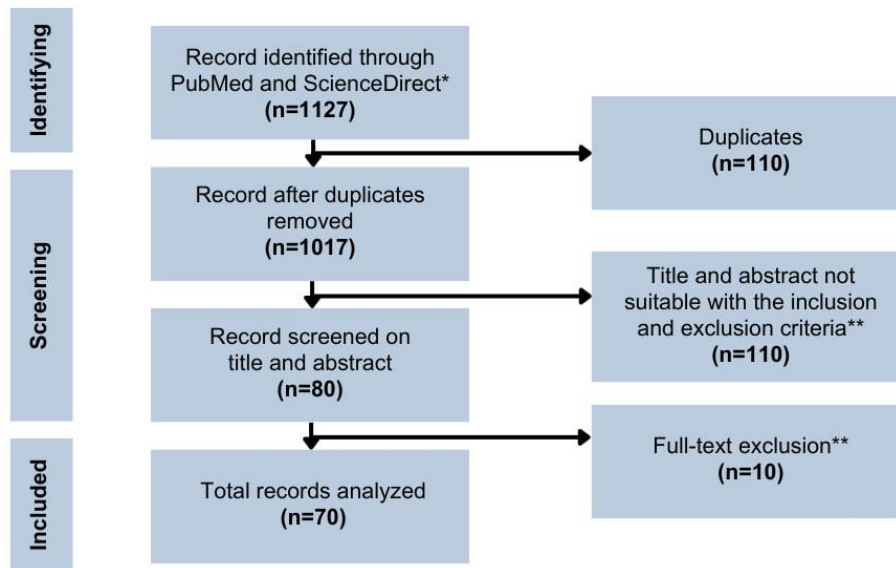 Identifying
Record identified through
PubMed and ScienceDirect*
(n=1127)
Duplicates
(n=110)
Screening
Record after duplicates
removed
(n=1017)
Title and abstract not
suitable with the inclusion
and exclusion criteria**
(n=110)
Record screened on
title and abstract
(n=80)
Full-text exclusion**
(n=10)
Included
Total records analyzed
(n=70)